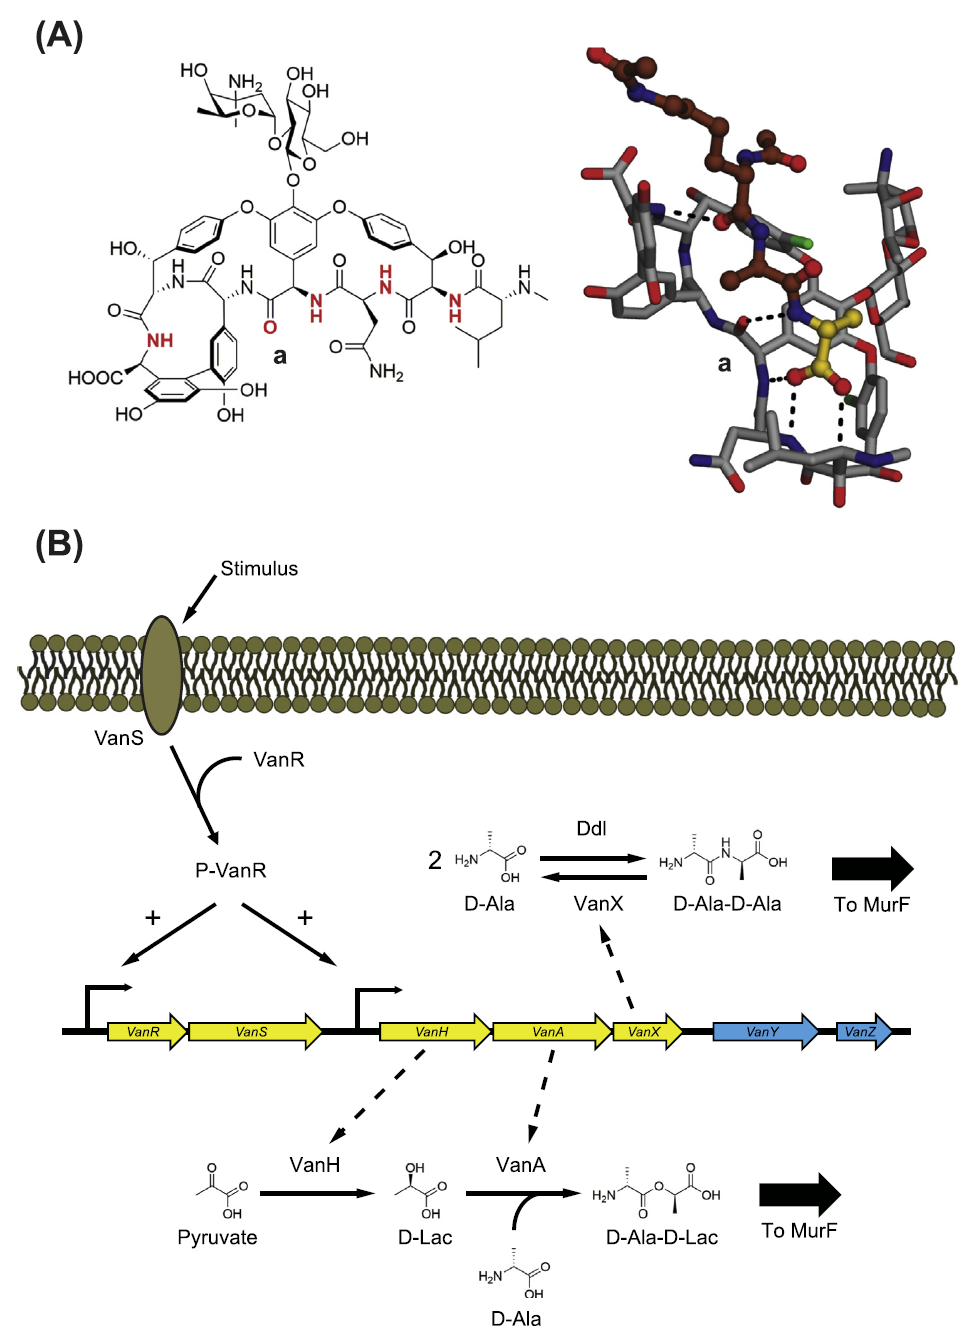 (A)
HO
NH2
OH
OH
O
O
O
OH
O
O
O
HO
OH
H
N
O
H
N
O
H
N
O
H
N
O
N
H
O
N
H
O
N
H
O
NH
a
O
NH2
HOOC
HO
OH
OH
a
(B)
Stimulus
VanS
VanR
P-VanR
+
+
2
H2N
O
OH
D-Ala
Ddl
VanX
H2N
H
N
O
O
OH
D-Ala-D-Ala
To MurF
VanR
VanS
VanH
VanA
VanX
VanY
VanZ
O
O
OH
Pyruvate
VanH
OH
O
OH
D-Lac
VanA
H2N
O
OH
D-Ala
H2N
O
O
O
OH
D-Ala-D-Lac
To MurF